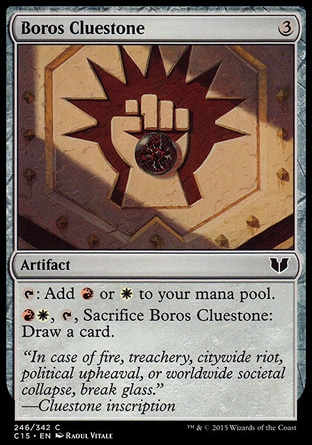 Boros Cluestone 3
Artifact
: Add or to your mana pool.
, , Sacrifice Boros Cluestone:
Draw a card.
“In case of fire, treachery, citywide riot,
political upheaval, or worldwide societal
collapse, break glass.”
—Cluestone inscription
246/342 C
C15 • EN Raoul Vitale ™ & © 2015 Wizards of the Coast